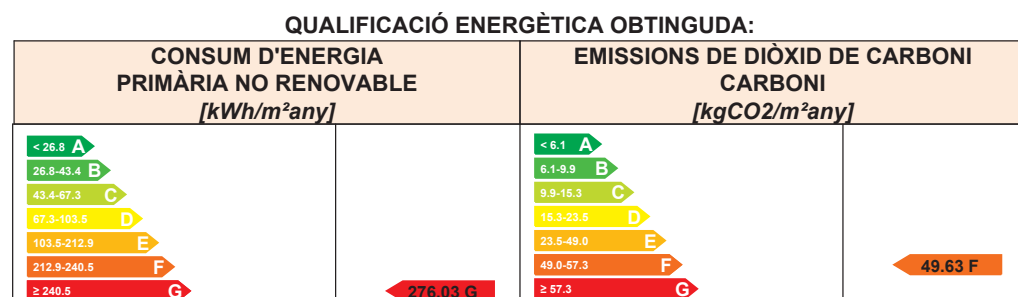 QUALIFICACIÓ ENERGÈTICA OBTINGUDA:
CONSUM D'ENERGIA
PRIMÀRIA NO RENOVABLE
[kWh/m²any]
EMISSIONS DE DIÒXID DE CARBONI
CARBONI
[kgCO2/m²any]
< 26.8 A
26.8-43.4 B
43.4-67.3 C
67.3-103.5 D
103.5-212.9 E
212.9-240.5 F
≥ 240.5 G
276.03 G
< 6.1 A
6.1-9.9 B
9.9-15.3 C
15.3-23.5 D
23.5-49.0 E
49.0-57.3 F
≥ 57.3 G
49.63 F